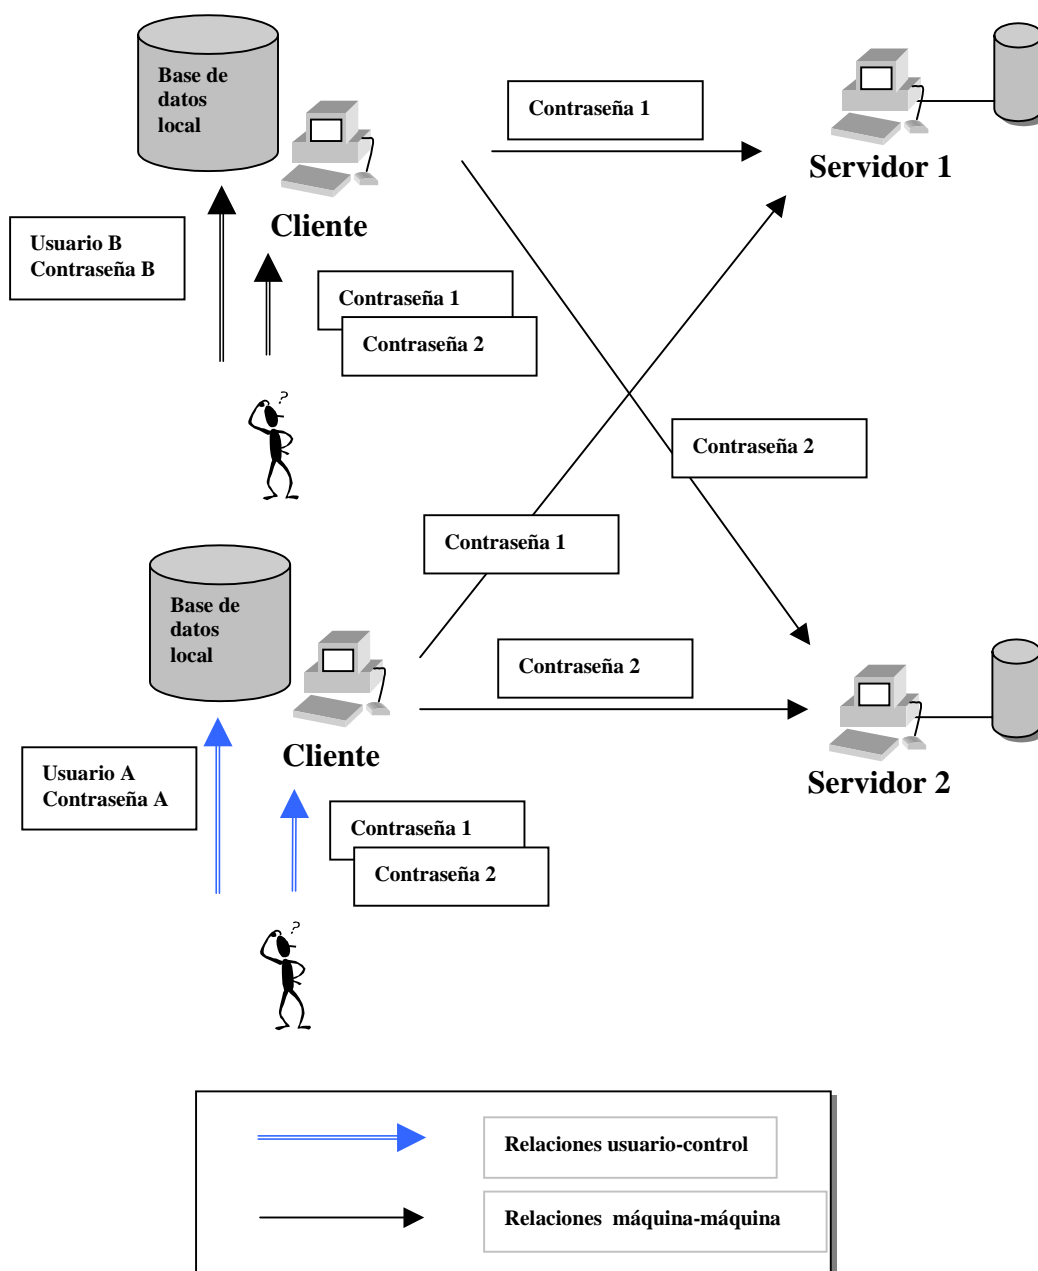 Base de
datos
local
Contraseña 1
Servidor 1
Cliente
Usuario B
Contraseña B
Contraseña 1
Contraseña 2
?
Contraseña 2
Contraseña 1
Base de
datos
local
Contraseña 2
Cliente
Servidor 2
Usuario A
Contraseña A
Contraseña 1
Contraseña 2
?
Relaciones usuario-control
Relaciones máquina-máquina